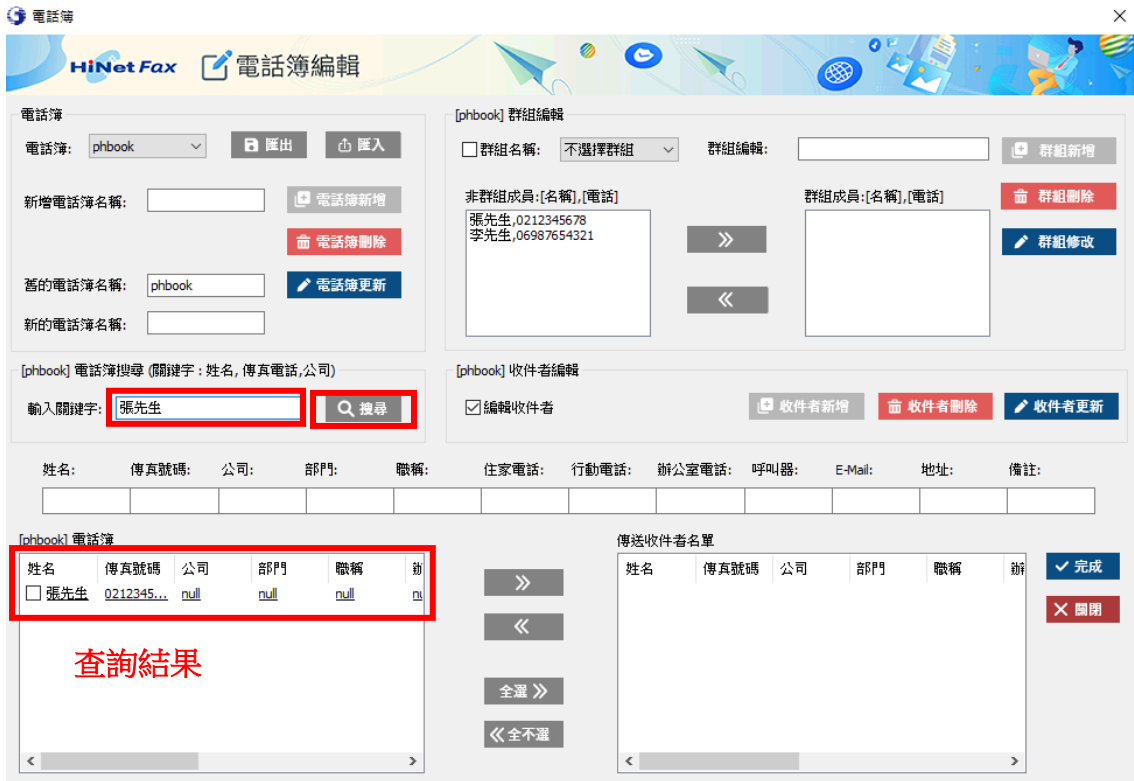 電話簿
HiNet Fax 電話簿編輯
電話簿
電話簿: phbook 匯出 匯入
新增電話簿名稱: 電話簿新增
電話簿刪除
舊的電話簿名稱: phbook 電話簿更新
新的電話簿名稱:
[phbook] 群組編輯
群組名稱: 不選擇群組 群組編輯: 群組新增
非群組成員:[名稱],[電話] 群組成員:[名稱],[電話] 群組刪除
張先生,0212345678
李先生,06987654321
群組修改
[phbook] 電話簿搜尋 (關鍵字 : 姓名, 傳真電話,公司)
輸入關鍵字: 張先生 搜尋
[phbook] 收件者編輯
編輯收件者 收件者新增 收件者刪除 收件者更新
姓名: 傳真號碼: 公司: 部門: 職稱: 住家電話: 行動電話: 辦公室電話: 呼叫器: E-Mail: 地址: 備註:
[phbook] 電話簿
姓名 傳真號碼 公司 部門 職稱
張先生 0212345... null null null
查詢結果
全選
全不選
傳送收件者名單
姓名 傳真號碼 公司 部門 職稱
完成
關閉